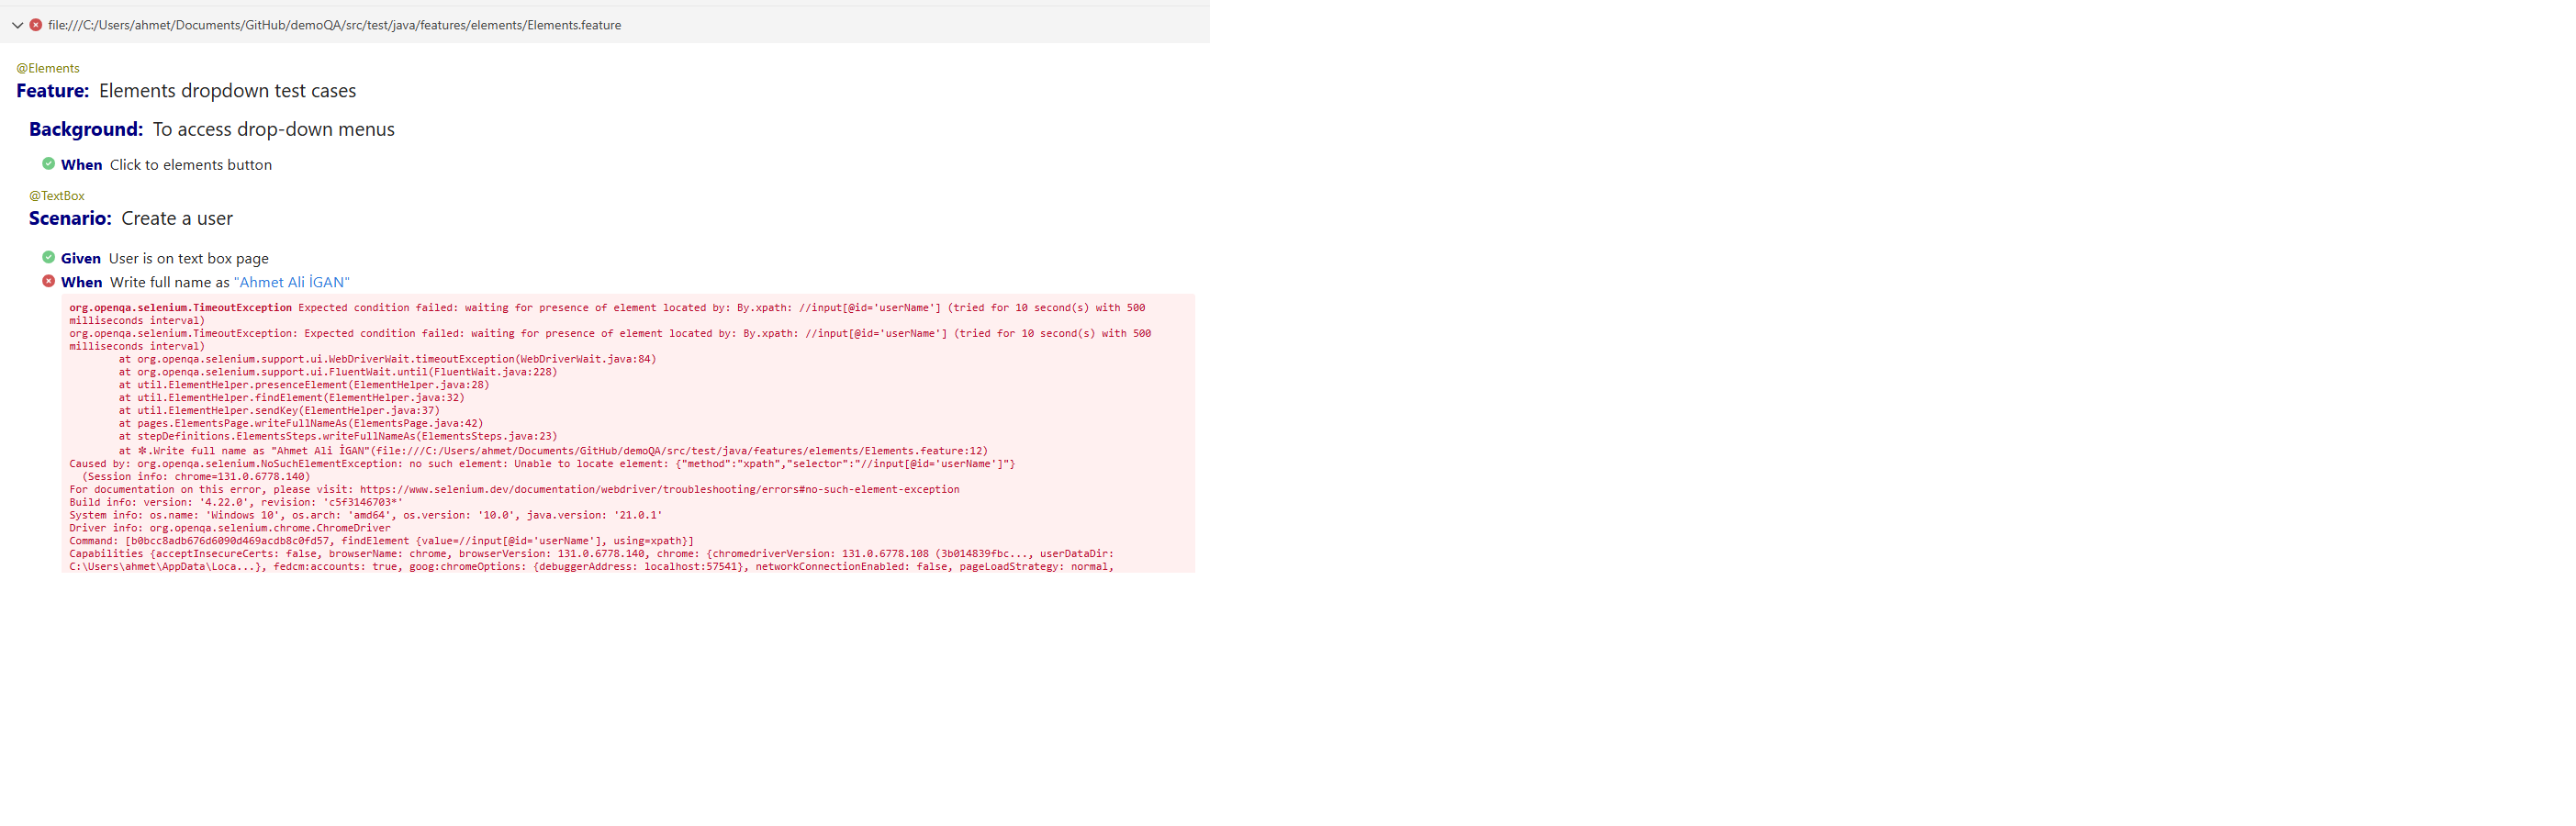 file:///C:/Users/ahmet/Documents/GitHub/demoQA/src/test/java/features/elements/Elements.feature
@Elements
Feature: Elements dropdown test cases
Background: To access drop-down menus
When Click to elements button
@TextBox
Scenario: Create a user
Given User is on text box page
When Write full name as "Ahmet Ali İGAN"
org.openqa.selenium.TimeoutException Expected condition failed: waiting for presence of element located by: By.xpath: //input[@id='userName'] (tried for 10 second(s) with 500
milliseconds interval)
org.openqa.selenium.TimeoutException: Expected condition failed: waiting for presence of element located by: By.xpath: //input[@id='userName'] (tried for 10 second(s) with 500
milliseconds interval)
at org.openqa.selenium.support.ui.WebDriverWait.timeoutException(WebDriverWait.java:84)
at org.openqa.selenium.support.ui.FluentWait.until(FluentWait.java:228)
at util.ElementHelper.presenceElement(ElementHelper.java:28)
at util.ElementHelper.findElement(ElementHelper.java:32)
at util.ElementHelper.sendKey(ElementHelper.java:37)
at pages.ElementsPage.writeFullNameAs(ElementsPage.java:42)
at stepDefinitions.ElementsSteps.writeFullNameAs(ElementsSteps.java:23)
at ✽.Write full name as "Ahmet Ali İGAN"(file:///C:/Users/ahmet/Documents/GitHub/demoQA/src/test/java/features/elements/Elements.feature:12)
Caused by: org.openqa.selenium.NoSuchElementException: no such element: Unable to locate element: {"method":"xpath","selector":"//input[@id='userName']"}
(Session info: chrome=131.0.6778.140)
For documentation on this error, please visit: https://www.selenium.dev/documentation/webdriver/troubleshooting/errors#no-such-element-exception
Build info: version: '4.22.0', revision: 'c5f3146703*'
System info: os.name: 'Windows 10', os.arch: 'amd64', os.version: '10.0', java.version: '21.0.1'
Driver info: org.openqa.selenium.chrome.ChromeDriver
Command: [b0bcc8adb676d6090d469acdb8c0fd57, findElement {value=//input[@id='userName'], using=xpath}]
Capabilities {acceptInsecureCerts: false, browserName: chrome, browserVersion: 131.0.6778.140, chrome: {chromedriverVersion: 131.0.6778.108 (3b014839fbc..., userDataDir:
C:\Users\ahmet\AppData\Loca...}, fedcm:accounts: true, goog:chromeOptions: {debuggerAddress: localhost:57541}, networkConnectionEnabled: false, pageLoadStrategy: normal,